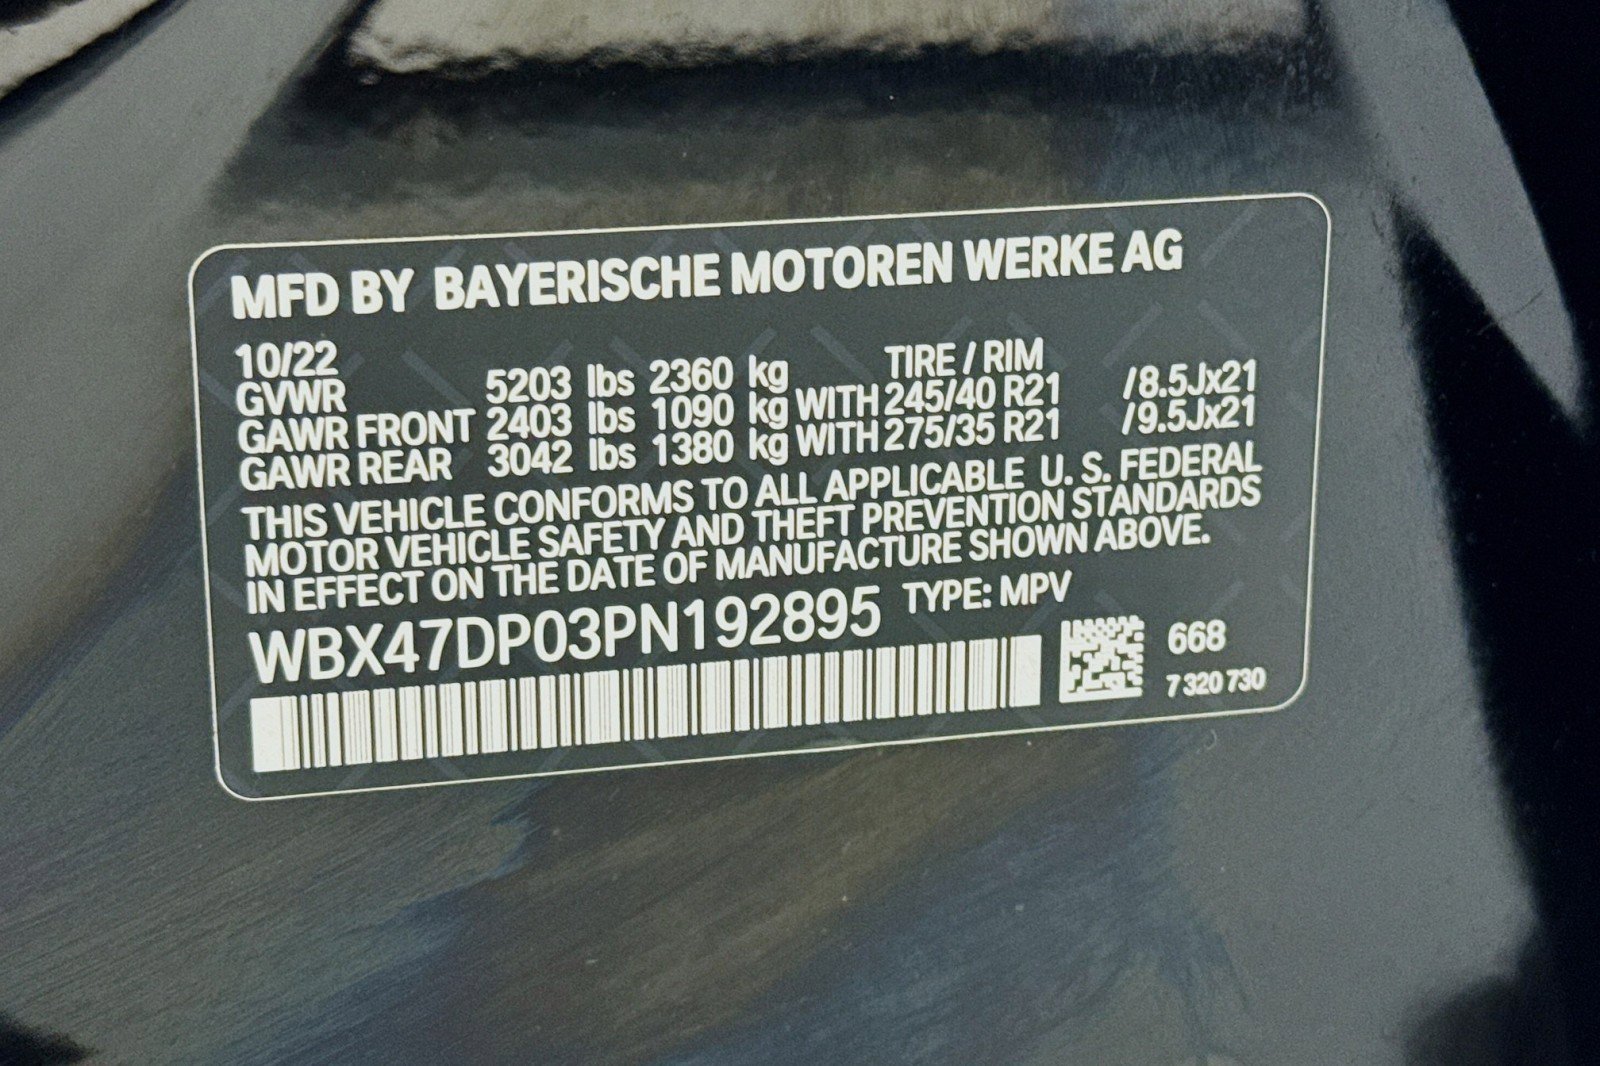 MFD BY BAYERISCHE MOTOREN WERKE AG
10/22 TIRE / RIM
GVWR 5203 lbs 2360 kg
GAWR FRONT 2403 lbs 1090 kg WITH 245/40 R21 /8.5Jx21
GAWR REAR 3042 lbs 1380 kg WITH 275/35 R21 /9.5Jx21
THIS VEHICLE CONFORMS TO ALL APPLICABLE U. S. FEDERAL
MOTOR VEHICLE SAFETY AND THEFT PREVENTION STANDARDS
IN EFFECT ON THE DATE OF MANUFACTURE SHOWN ABOVE.
WBX47DP03PN192895 TYPE: MPV
668
7 320 730